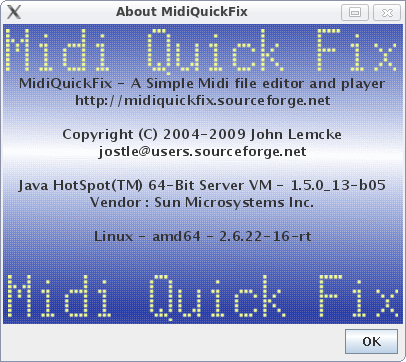 About MidiQuickFix
Midi Quick Fix
MidiQuickFix - A Simple Midi file editor and player
http://midiquickfix.sourceforge.net
Copyright (C) 2004-2009 John Lemcke
jostle@users.sourceforge.net
Java HotSpot(TM) 64-Bit Server VM - 1.5.0_13-b05
Vendor : Sun Microsystems Inc.
Linux - amd64 - 2.6.22-16-rt
Midi Quick Fix
OK